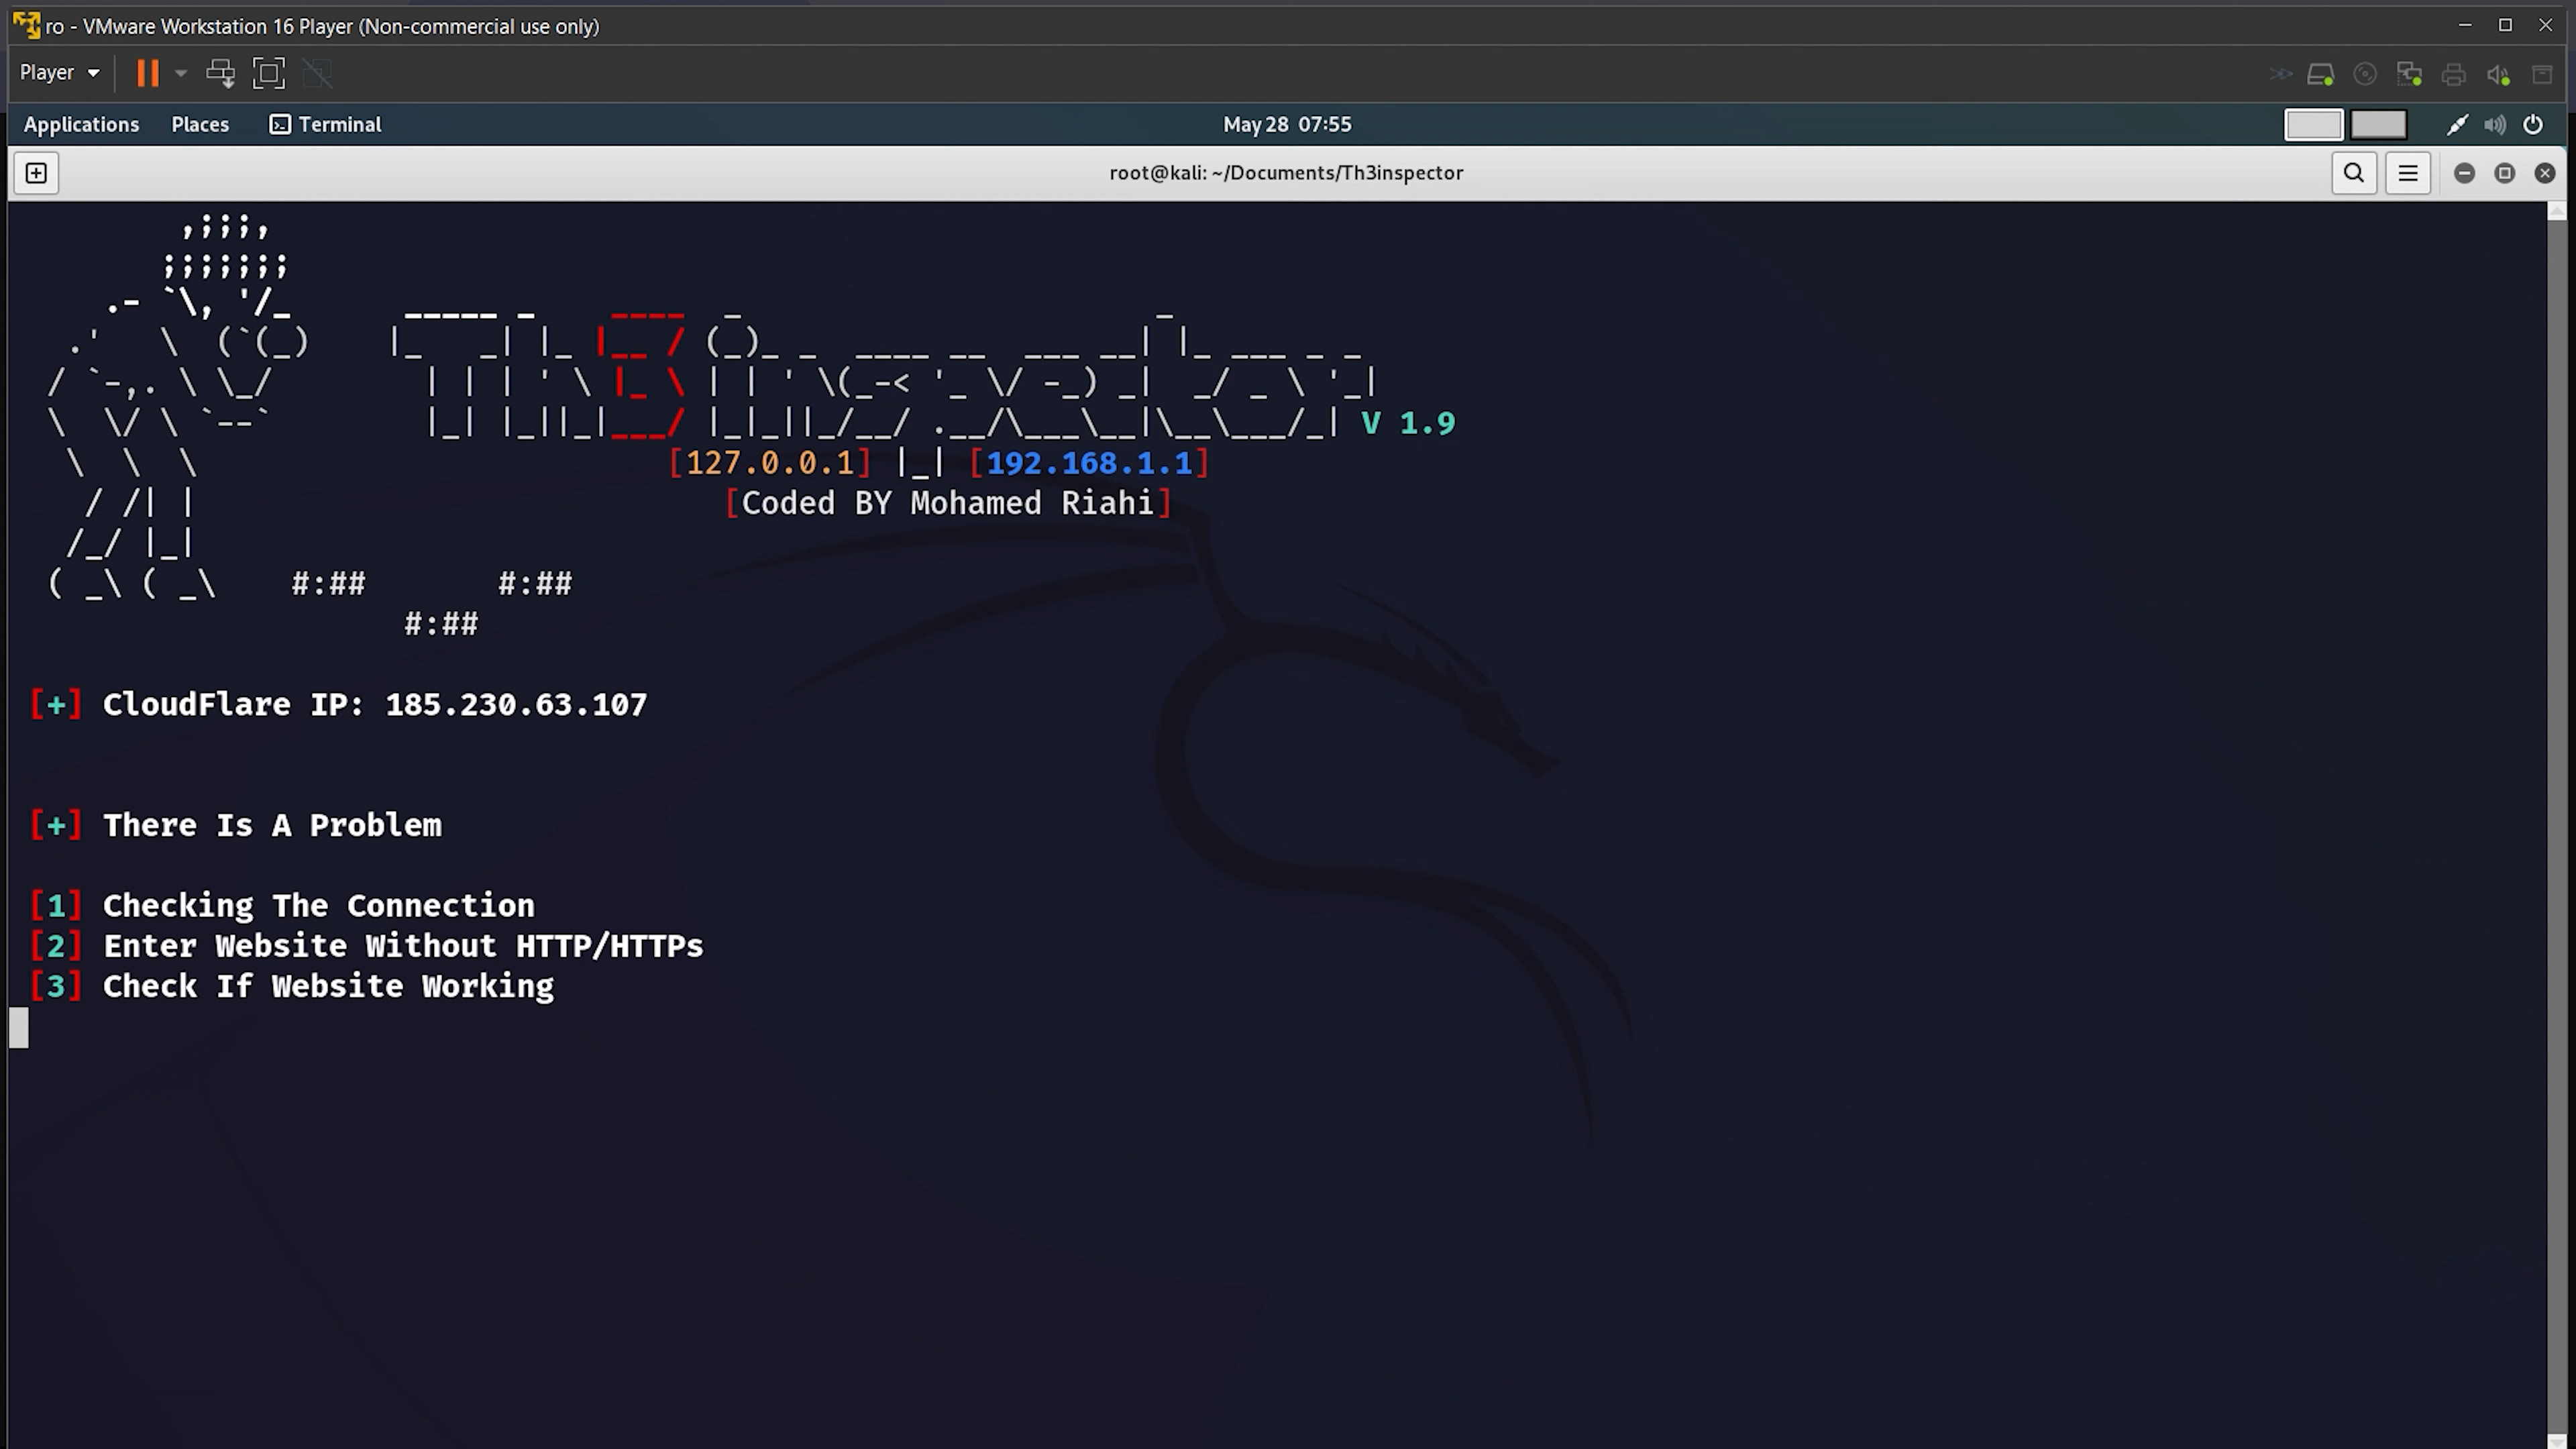 ro - VMware Workstation 16 Player (Non-commercial use only)
Player
Applications Places Terminal May 28 07:55
root@kali: ~/Documents/Th3inspector
Th3inspector V 1.9
[127.0.0.1] |_| [192.168.1.1]
[Coded BY Mohamed Riahi]
#:## #:##
#:##
[+] CloudFlare IP: 185.230.63.107
[+] There Is A Problem
[1] Checking The Connection
[2] Enter Website Without HTTP/HTTPs
[3] Check If Website Working